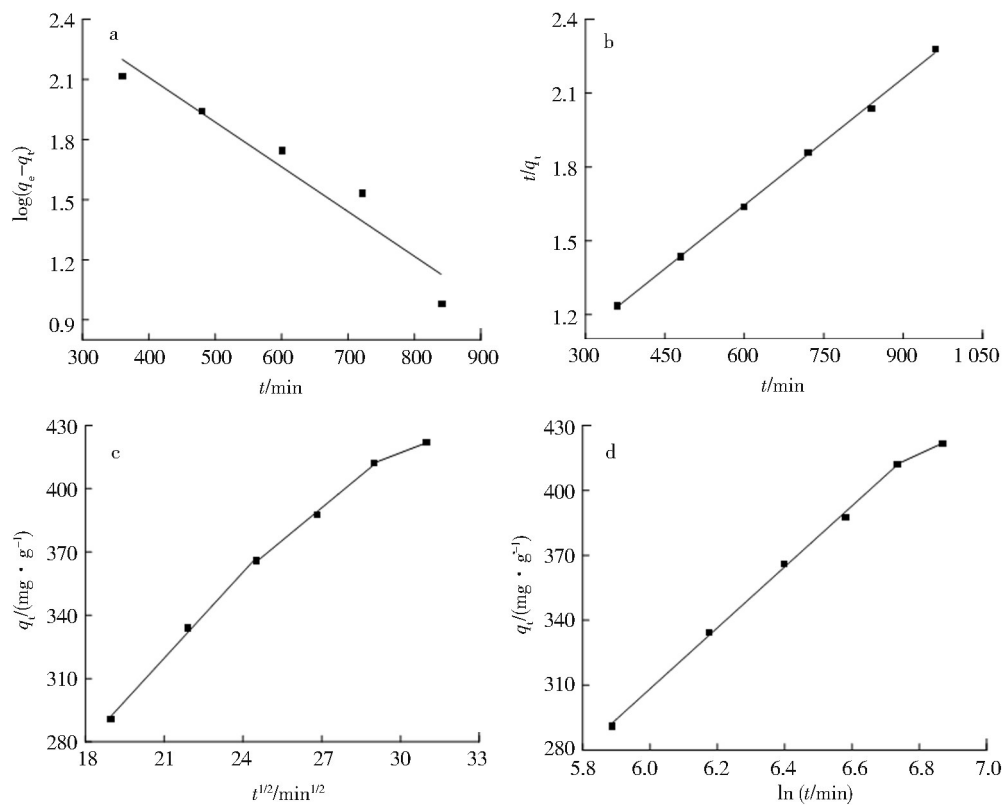 a
2.4
2.1
1.8
1.5
1.2
0.9
log(qₑ−qₜ)
300 400 500 600 700 800 900
t/min
b
2.4
2.1
1.8
1.5
1.2
t/qₜ
300 450 600 750 900 1 050
t/min
c
430
400
370
340
310
280
qₜ/(mg · g⁻¹)
18 21 24 27 30 33
t¹/²/min¹/²
d
430
400
370
340
310
280
250
qₜ/(mg · g⁻¹)
5.8 6.0 6.2 6.4 6.6 6.8 7.0
ln (t/min)